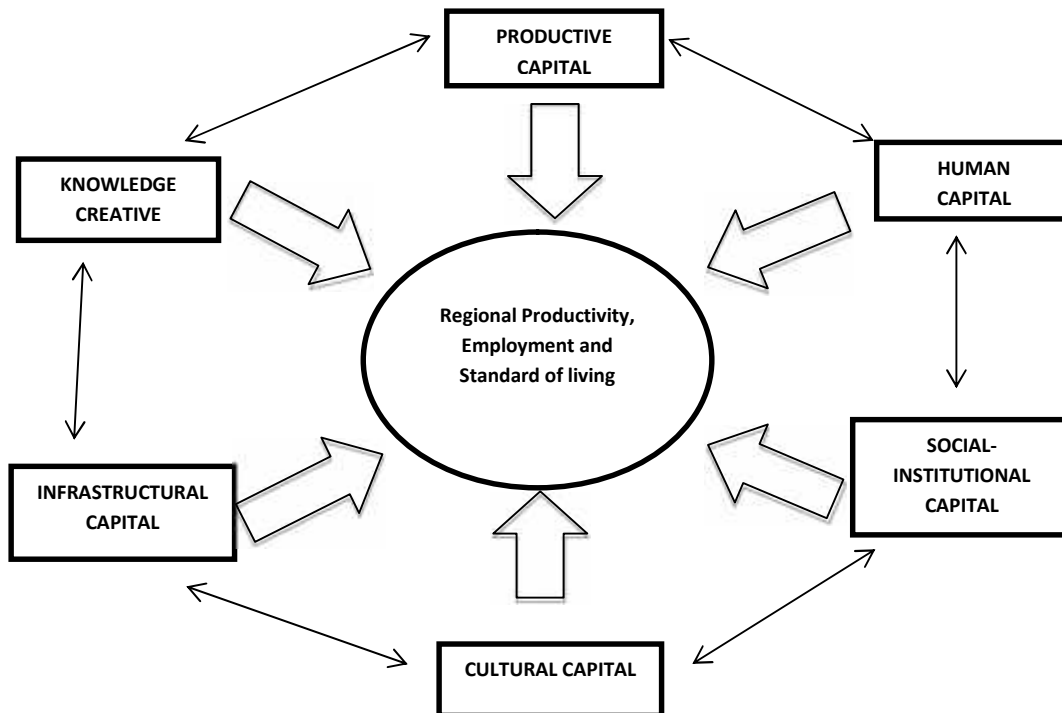 PRODUCTIVE
CAPITAL
KNOWLEDGE
CREATIVE
HUMAN
CAPITAL
Regional Productivity,
Employment and
Standard of living
INFRASTRUCTURAL
CAPITAL
SOCIAL-
INSTITUTIONAL
CAPITAL
CULTURAL CAPITAL